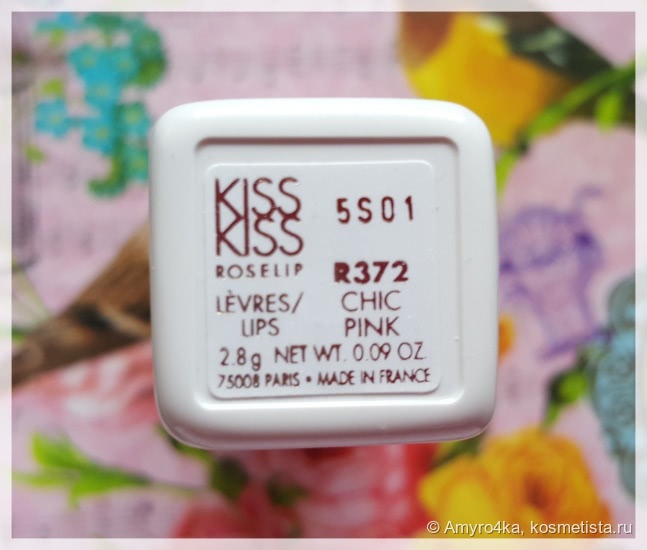 KISS
KISS
ROSELIP
LÈVRES/
LIPS
5S01
R372
CHIC
PINK
2.8 g NET WT. 0.09 OZ.
75008 PARIS • MADE IN FRANCE
© Amyro4ka, kosmetista.ru